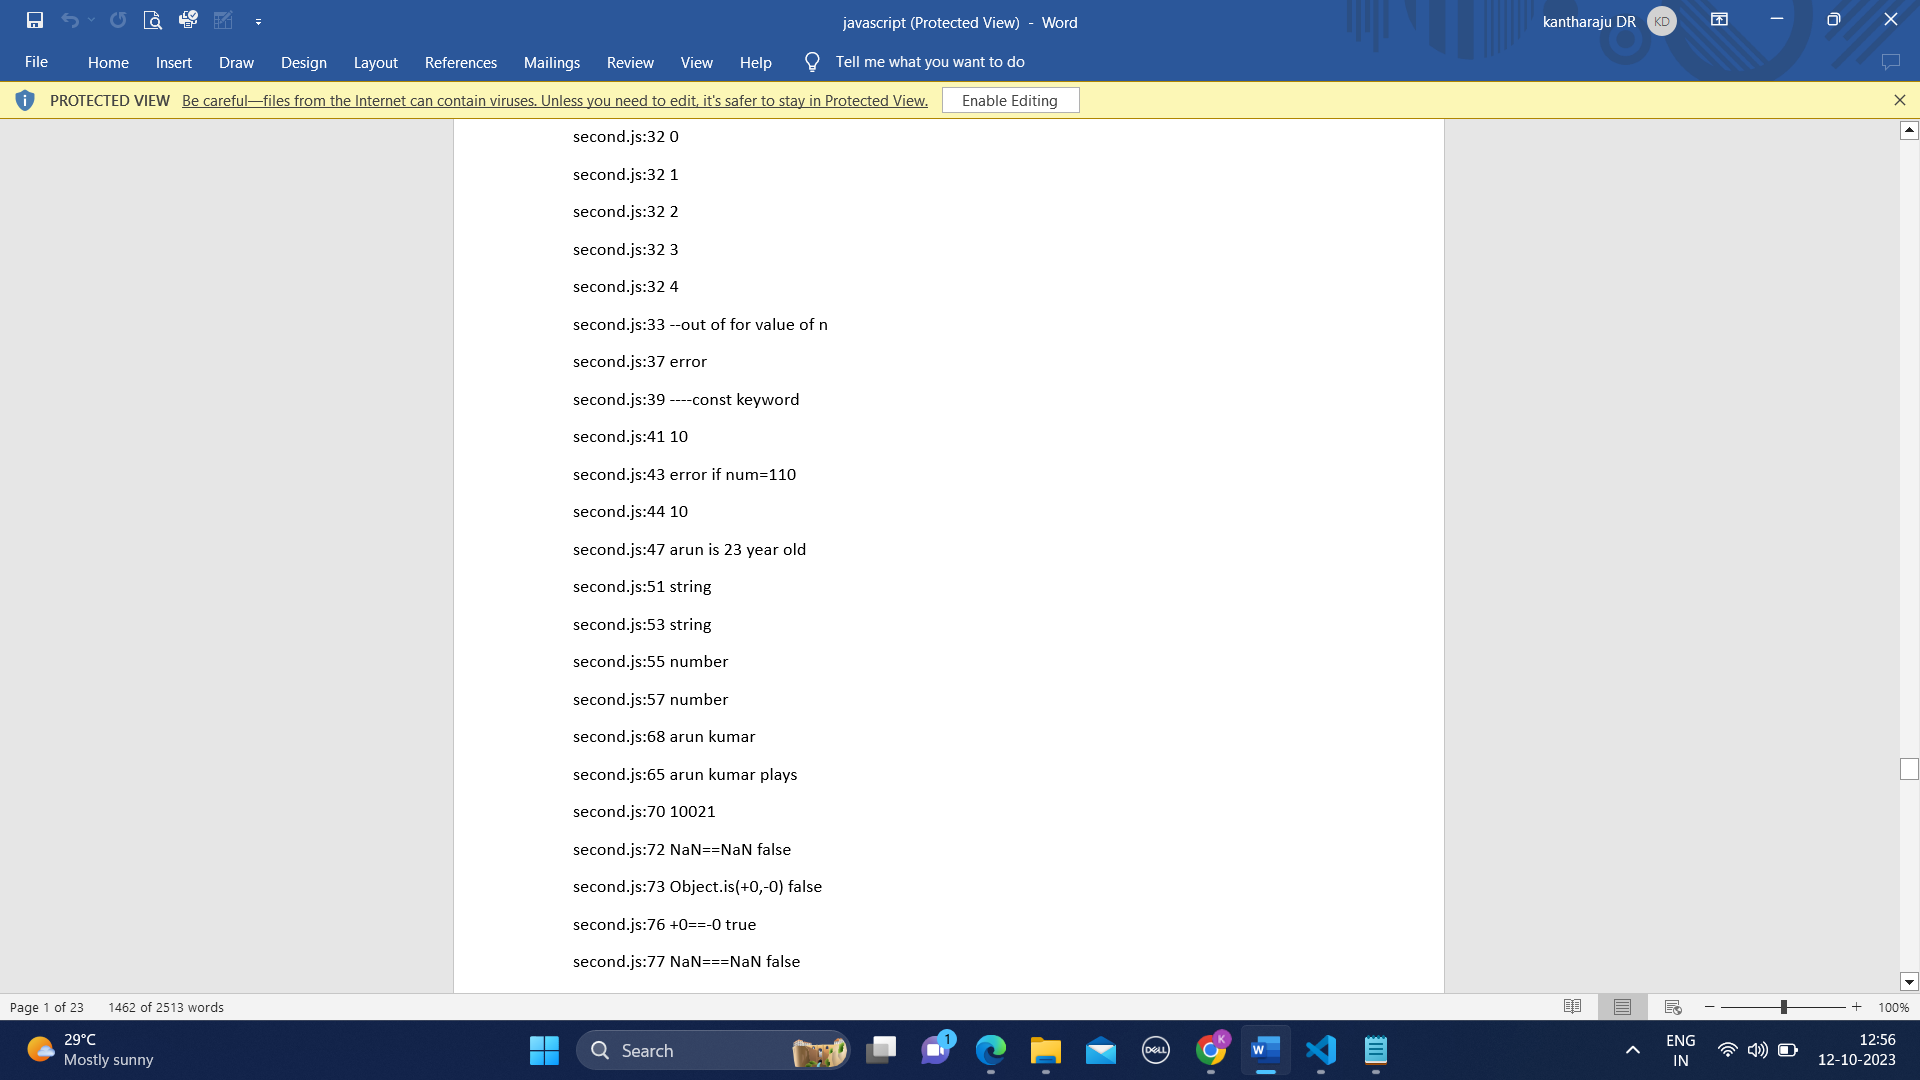 javascript (Protected View) - Word
kantharaju DR
KD
File
Home
Insert
Draw
Design
Layout
References
Mailings
Review
View
Help
Tell me what you want to do
PROTECTED VIEW
Be careful—files from the Internet can contain viruses. Unless you need to edit, it's safer to stay in Protected View.
Enable Editing
second.js:32 0
second.js:32 1
second.js:32 2
second.js:32 3
second.js:32 4
second.js:33 --out of for value of n
second.js:37 error
second.js:39 ----const keyword
second.js:41 10
second.js:43 error if num=110
second.js:44 10
second.js:47 arun is 23 year old
second.js:51 string
second.js:53 string
second.js:55 number
second.js:57 number
second.js:68 arun kumar
second.js:65 arun kumar plays
second.js:70 10021
second.js:72 NaN==NaN false
second.js:73 Object.is(+0,-0) false
second.js:76 +0==-0 true
second.js:77 NaN===NaN false
Page 1 of 23
1462 of 2513 words
100%
29°C
Mostly sunny
Search
1
DELL
K
W
ENG
IN
12:56
12-10-2023